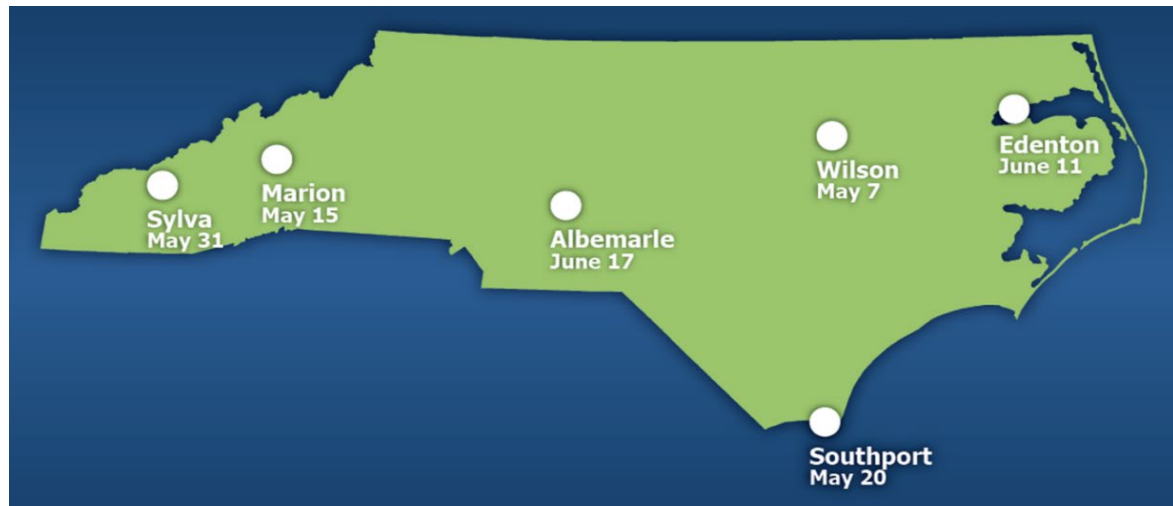 Edenton
June 11
Wilson
May 7
Marion
May 15
Sylva
May 31
Albemarle
June 17
Southport
May 20